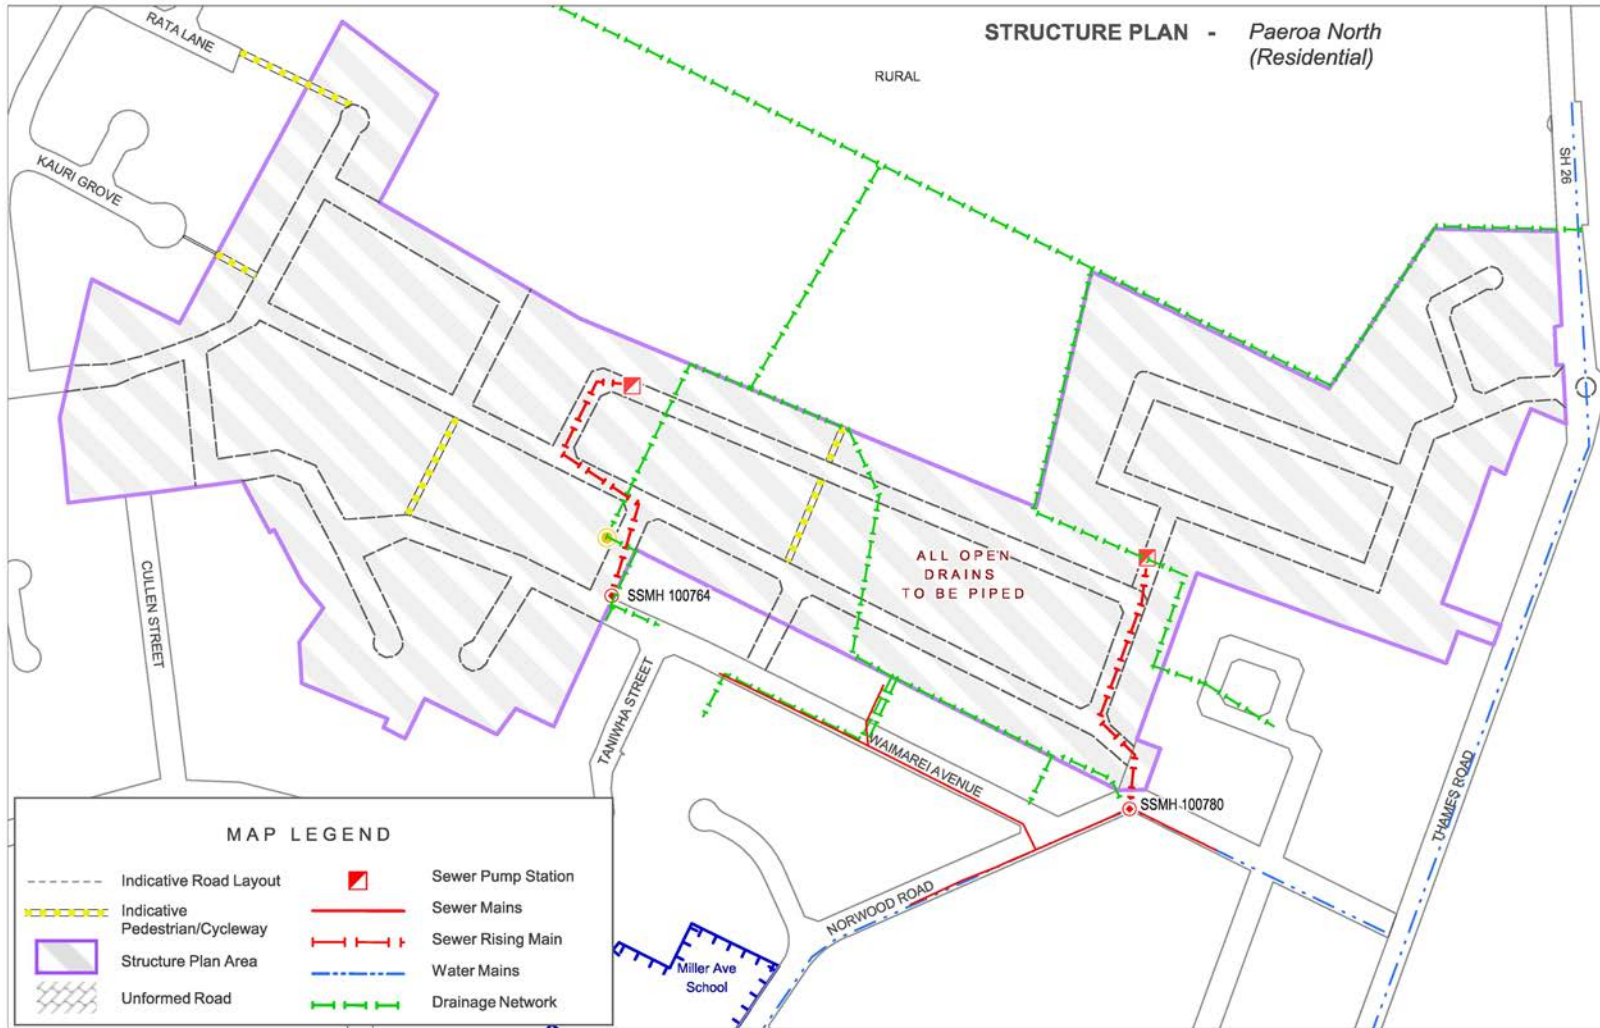 STRUCTURE PLAN - Paeroa North
(Residential)
RATA LANE
RURAL
KAURI GROVE
SH 26
ALL OPEN
DRAINS
TO BE PIPED
CULLEN STREET
SSMH 100764
TANIWHA STREET
WAIMAREI AVENUE
SSMH 100780
THAMES ROAD
NORWOOD ROAD
Miller Ave
School
MAP LEGEND
Indicative Road Layout
Indicative
Pedestrian/Cycleway
Structure Plan Area
Unformed Road
Sewer Pump Station
Sewer Mains
Sewer Rising Main
Water Mains
Drainage Network